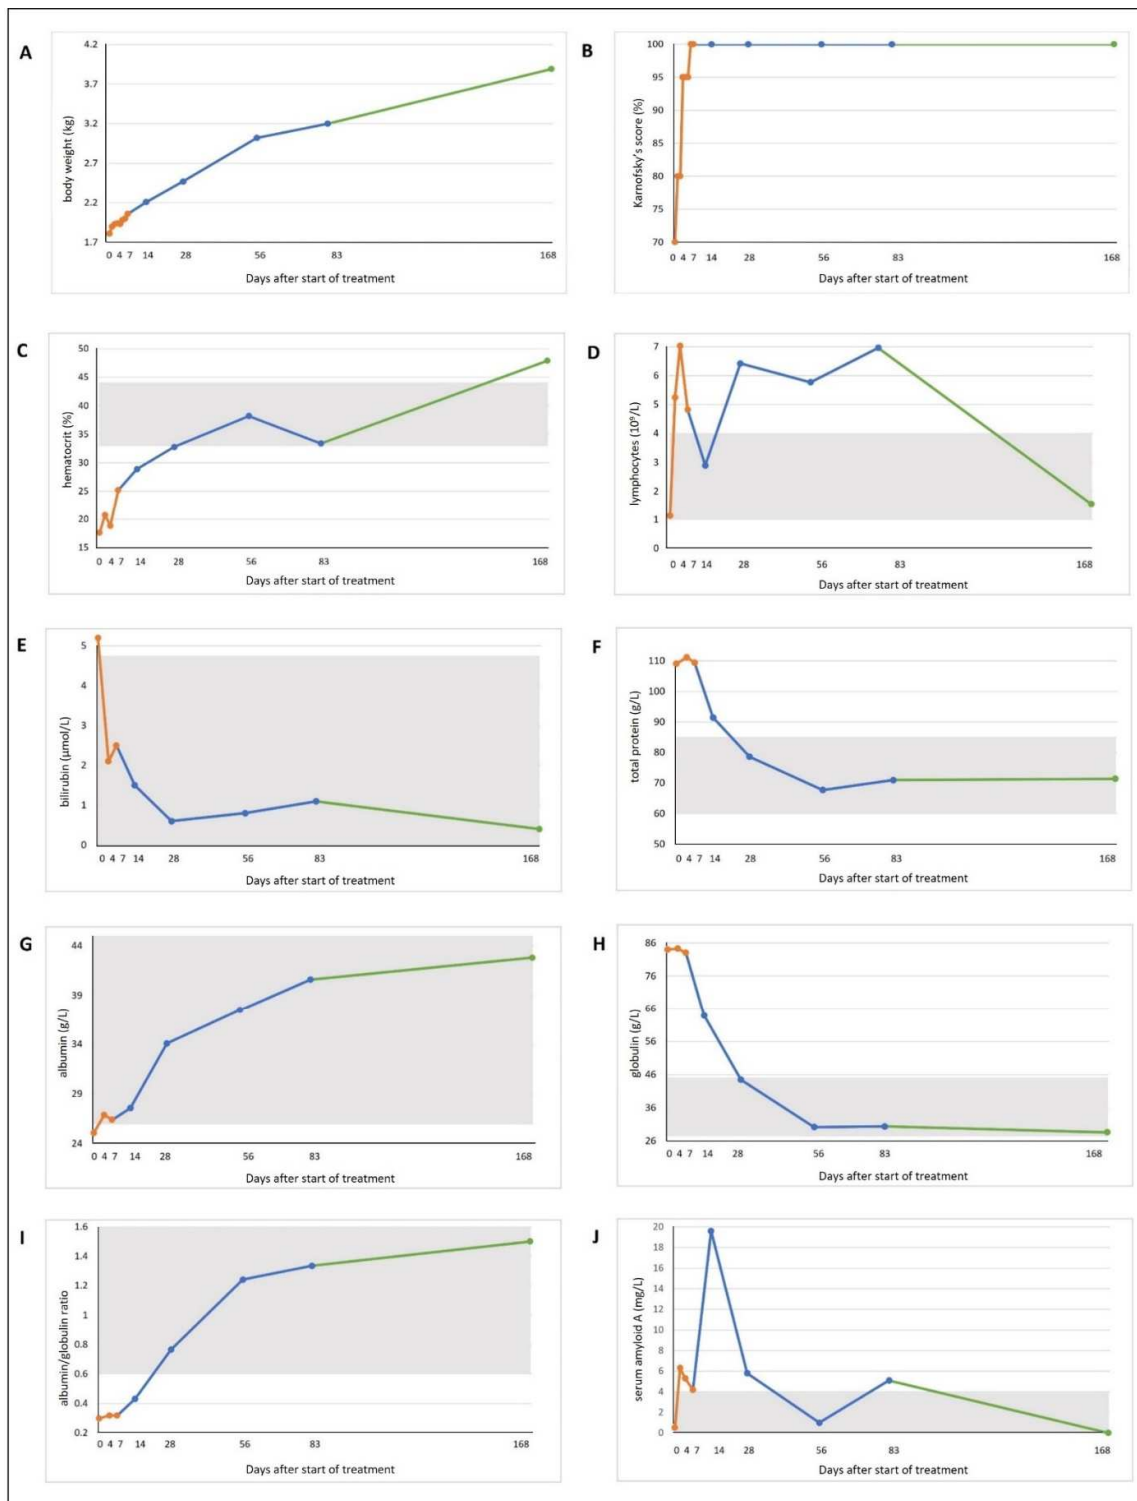 A
4.2
3.7
3.2
2.7
2.2
1.7
body weight (kg)
0 4 7 14 28 56 83 168
Days after start of treatment
B
100
95
90
85
80
75
70
Karnofsky's score (%)
0 4 7 14 28 56 83 168
Days after start of treatment
C
50
45
40
35
30
25
20
15
hematocrit (%)
0 4 7 14 28 56 83 168
Days after start of treatment
D
7
6
5
4
3
2
1
0
lymphocytes (10⁹/L)
0 4 7 14 28 56 83 168
Days after start of treatment
E
5
4
3
2
1
0
bilirubin (µmol/L)
0 4 7 14 28 56 83 168
Days after start of treatment
F
110
100
90
80
70
60
50
total protein (g/L)
0 4 7 14 28 56 83 168
Days after start of treatment
G
44
39
34
29
24
albumin (g/L)
0 4 7 14 28 56 83 168
Days after start of treatment
H
86
76
66
56
46
36
26
globulin (g/L)
0 4 7 14 28 56 83 168
Days after start of treatment
I
1.6
1.4
1.2
1
0.8
0.6
0.4
0.2
albumin/globulin ratio
0 4 7 14 28 56 83 168
Days after start of treatment
J
20
18
16
14
12
10
8
6
4
2
0
serum amyloid A (mg/L)
0 4 7 14 28 56 83 168
Days after start of treatment